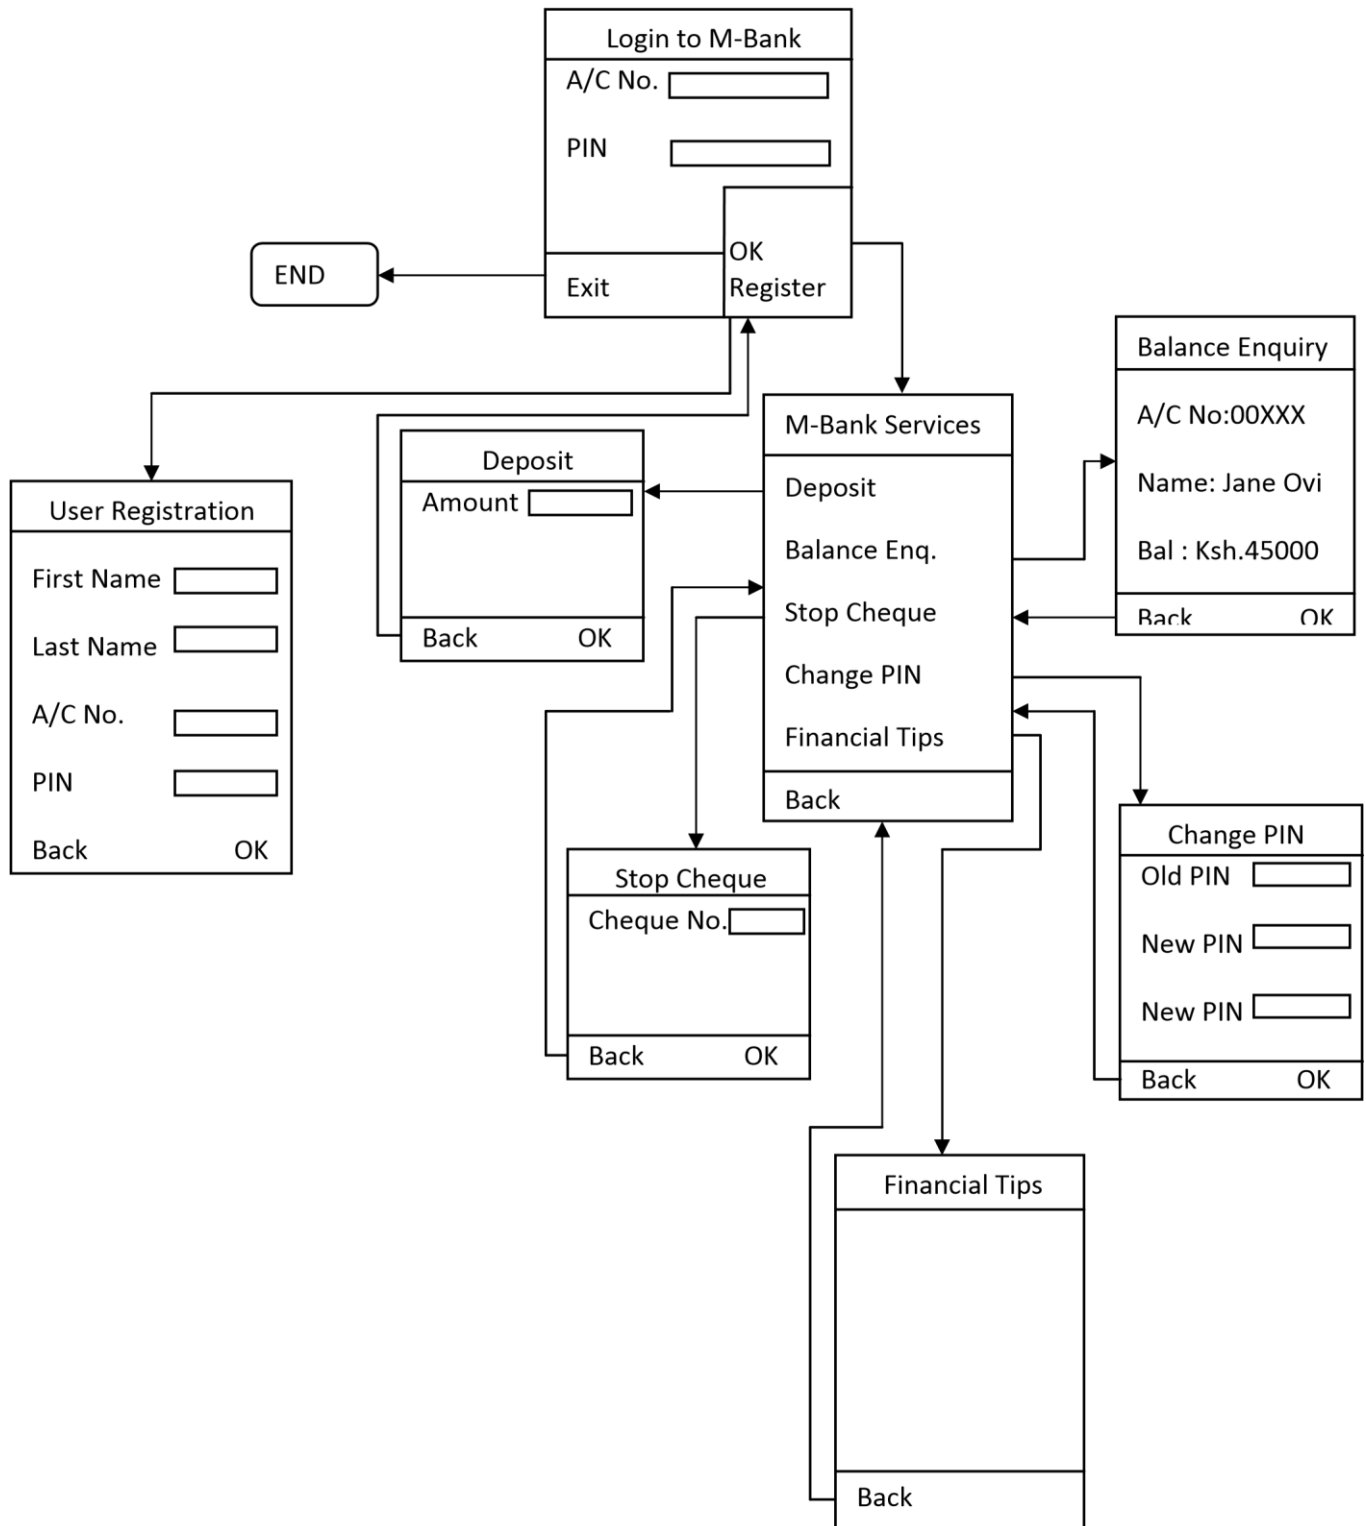 Login to M-Bank
A/C No.
PIN
OK
Exit Register
END
Balance Enquiry
A/C No:00XXX
Name: Jane Ovi
Bal : Ksh.45000
Back OK
M-Bank Services
Deposit
Balance Enq.
Stop Cheque
Change PIN
Financial Tips
Back
Deposit
Amount
Back OK
User Registration
First Name
Last Name
A/C No.
PIN
Back OK
Stop Cheque
Cheque No.
Back OK
Change PIN
Old PIN
New PIN
New PIN
Back OK
Financial Tips
Back